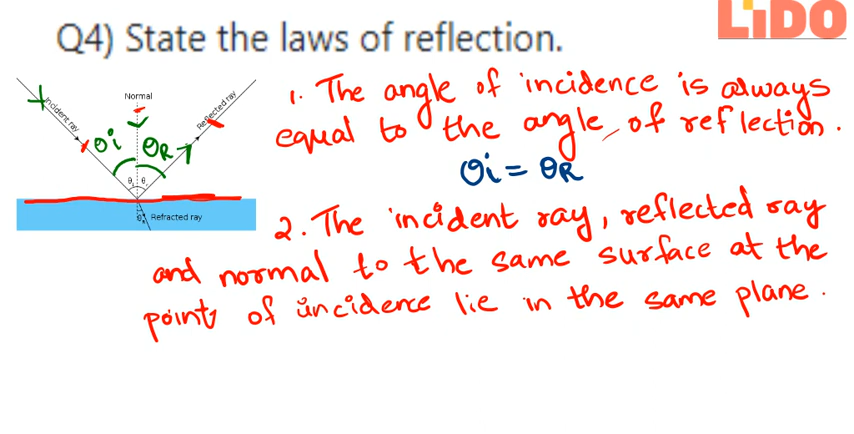 LiDO
Q4) State the laws of reflection.
Normal
Incident ray
Reflected ray
θi
θR
θi θr
Refracted ray
1. The angle of incidence is always
equal to the angle of reflection.
θi = θR
2. The incident ray, reflected ray
and normal to the same surface at the
point of incidence lie in the same plane.